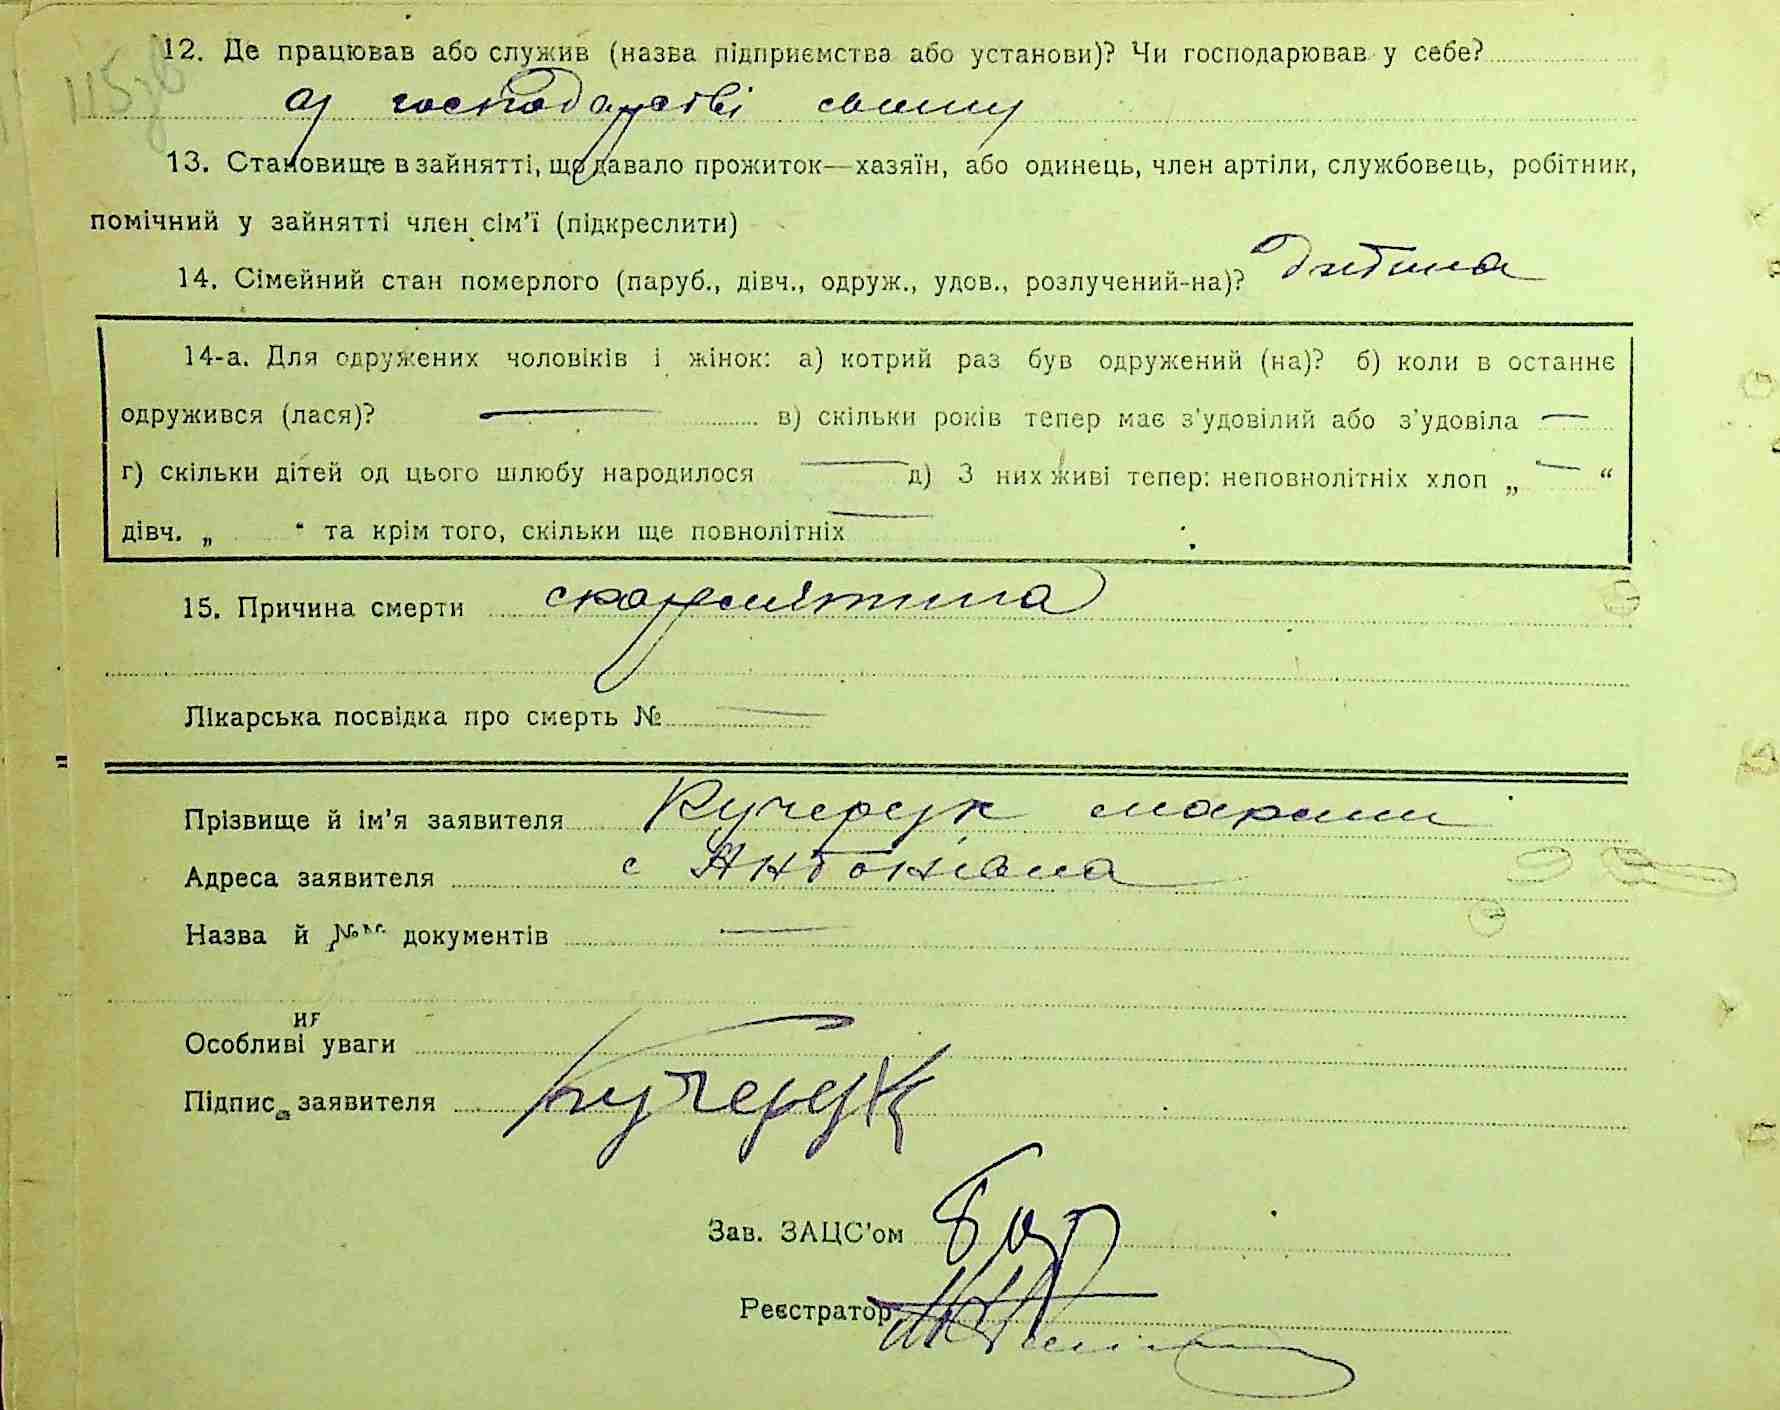 115зв
12. Де працював або служив (назва підприємства або установи)? Чи господарював у себе?
у господарстві своему
13. Становище в зайнятті, що давало прожиток—хазяїн, або одинець, член артіли, службовець, робітник,
помічний у зайнятті член сім'ї (підкреслити)
14. Сімейний стан померлого (паруб., дівч., одруж., удов., розлучений-на)? дитина
14-а. Для одружених чоловіків і жінок: а) котрий раз був одружений (на)? б) коли в останнє
одружився (лася)? — в) скільки років тепер має з'удовілий або з'удовіла —
г) скільки дітей од цього шлюбу народилося — д) З них живі тепер: неповнолітніх хлоп „ — “
дівч. „ “ та крім того, скільки ще повнолітніх —
15. Причина смерти скарлятина
Лікарська посвідка про смерть № —
Прізвище й ім'я заявителя Кучерук
Адреса заявителя с Антонівка
Назва й №№ документів —
Особливі уваги
Підпис заявителя Кучерук
Зав. ЗАЦС'ом
Реєстратор